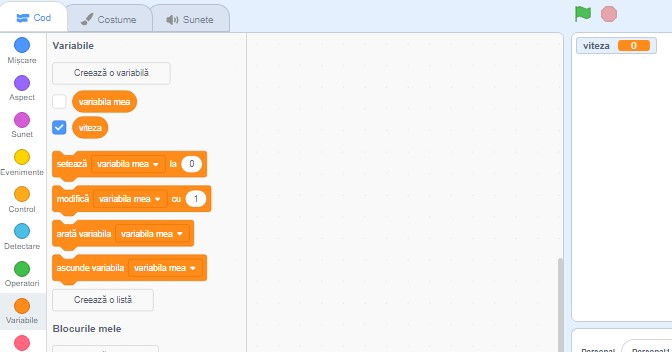 Cod
Costume
Sunete
Mișcare
Aspect
Sunet
Evenimente
Control
Detectare
Operatori
Variabile
Variabile
Creează o variabilă
variabila mea
viteza
setează variabila mea la 0
modifică variabila mea cu 1
arată variabila variabila mea
ascunde variabila variabila mea
Creează o listă
Blocurile mele
viteza 0